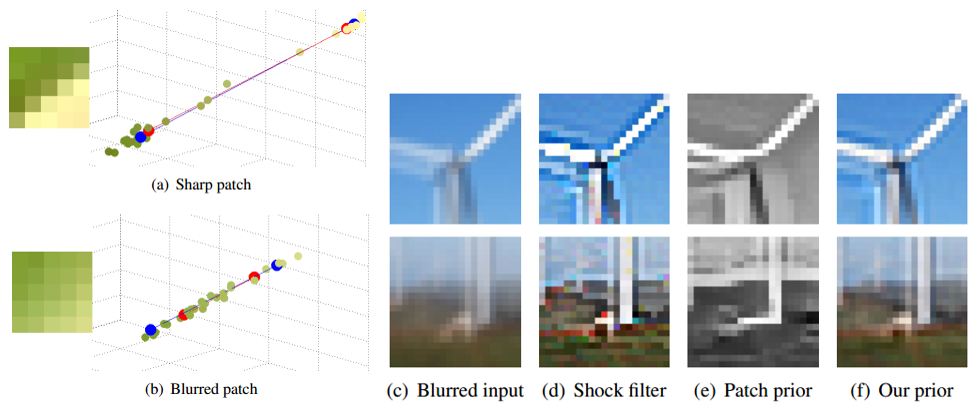 (a) Sharp patch
(b) Blurred patch
(c) Blurred input
(d) Shock filter
(e) Patch prior
(f) Our prior